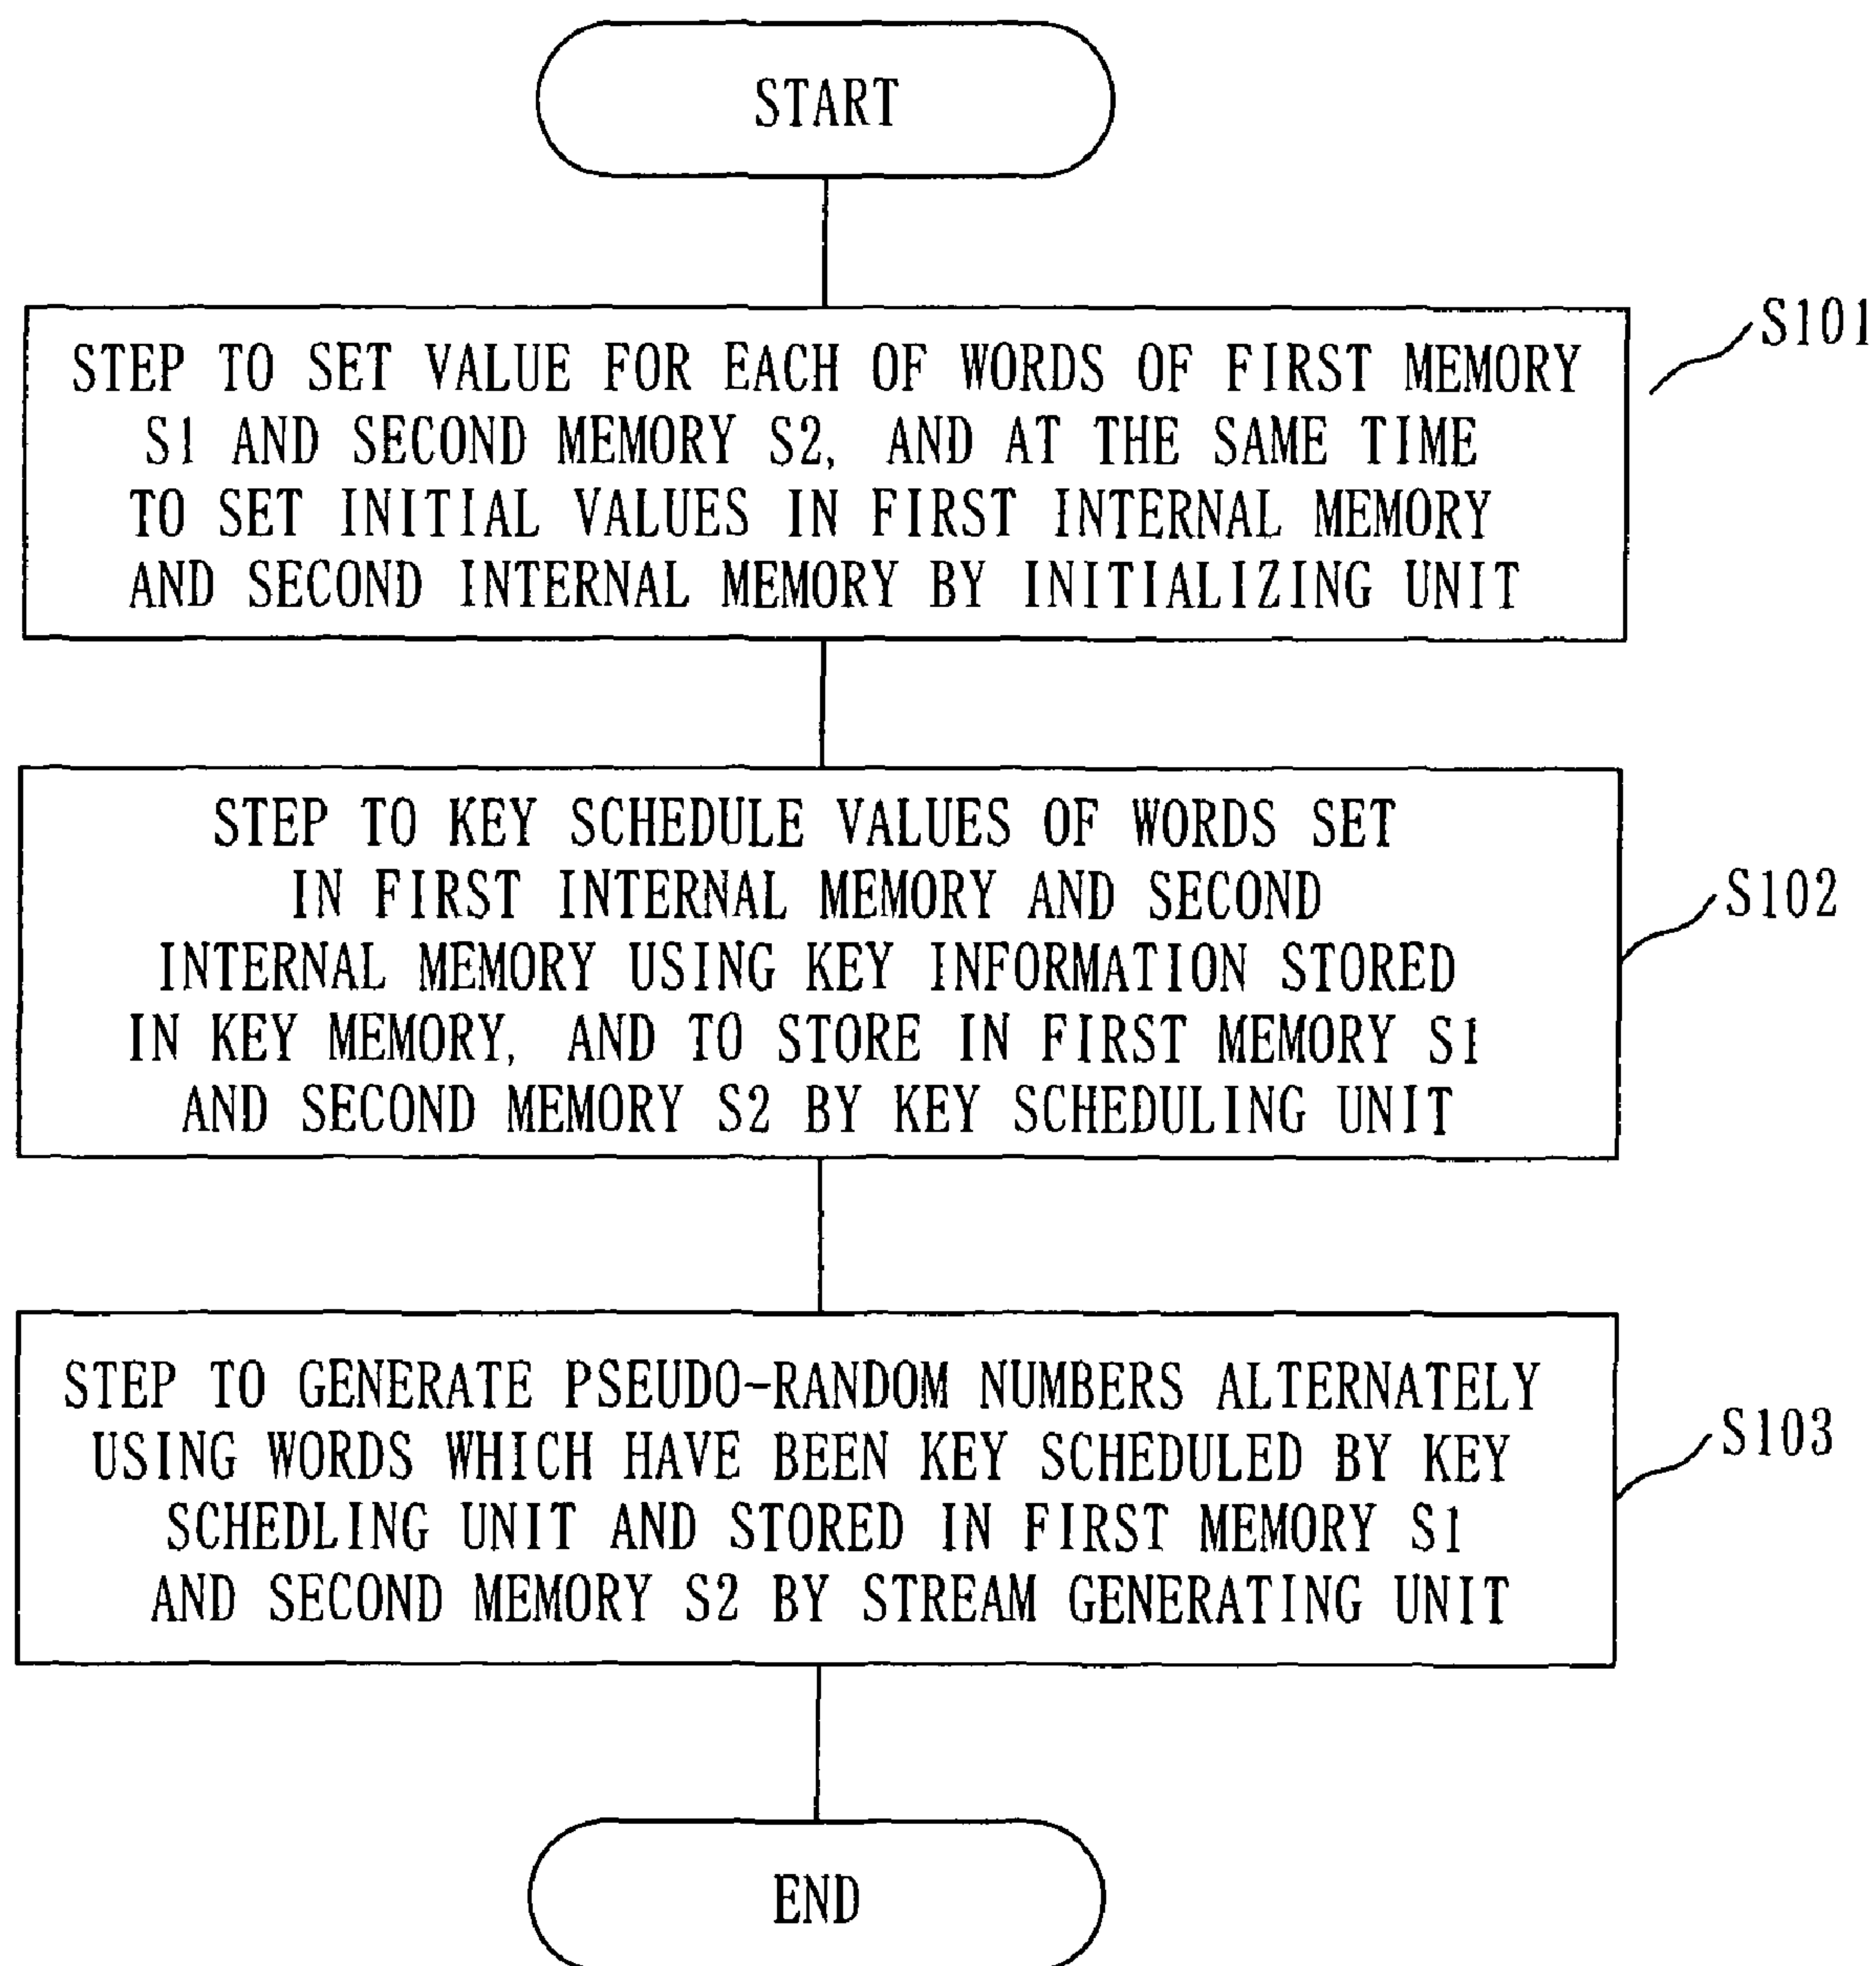 START
STEP TO SET VALUE FOR EACH OF WORDS OF FIRST MEMORY
S1 AND SECOND MEMORY S2, AND AT THE SAME TIME
TO SET INITIAL VALUES IN FIRST INTERNAL MEMORY
AND SECOND INTERNAL MEMORY BY INITIALIZING UNIT
S101
STEP TO KEY SCHEDULE VALUES OF WORDS SET
IN FIRST INTERNAL MEMORY AND SECOND
INTERNAL MEMORY USING KEY INFORMATION STORED
IN KEY MEMORY, AND TO STORE IN FIRST MEMORY S1
AND SECOND MEMORY S2 BY KEY SCHEDULING UNIT
S102
STEP TO GENERATE PSEUDO-RANDOM NUMBERS ALTERNATELY
USING WORDS WHICH HAVE BEEN KEY SCHEDULED BY KEY
SCHEDLING UNIT AND STORED IN FIRST MEMORY S1
AND SECOND MEMORY S2 BY STREAM GENERATING UNIT
S103
END